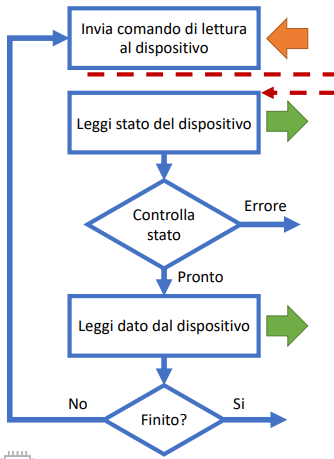 Invia comando di lettura
al dispositivo
Leggi stato del dispositivo
Controlla
stato
Errore
Pronto
Leggi dato dal dispositivo
No
Finito?
Si